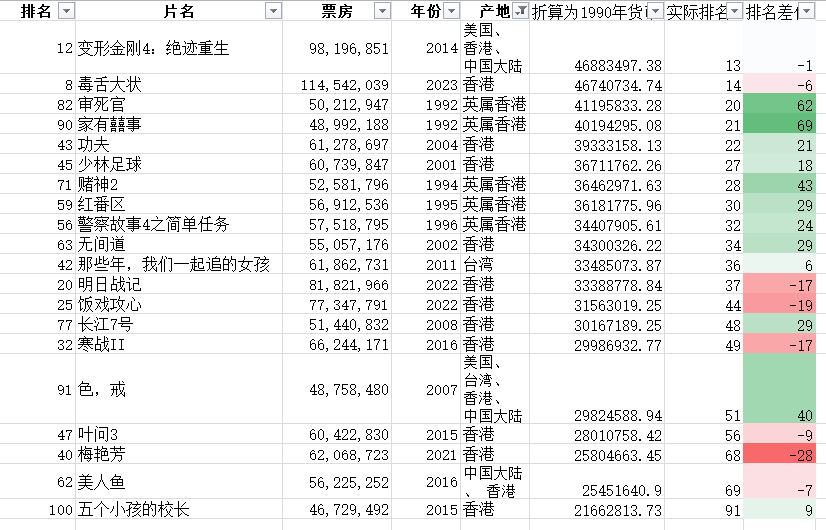 排名 片名 票房 年份 产地 折算为1990年货 实际排名 排名差
12 变形金刚4：绝迹重生 98,196,851 2014 美国、香港、中国大陆 46883497.38 13 -1
8 毒舌大状 114,542,039 2023 香港 46740734.74 14 -6
82 审死官 50,212,947 1992 英属香港 41195833.28 20 62
90 家有囍事 48,992,188 1992 英属香港 40194295.08 21 69
43 功夫 61,278,697 2004 香港 39333158.13 22 21
45 少林足球 60,739,847 2001 香港 36711762.26 27 18
71 赌神2 52,581,796 1994 英属香港 36462971.63 28 43
59 红番区 56,912,536 1995 英属香港 36181775.96 30 29
56 警察故事4之简单任务 57,518,795 1996 英属香港 34407905.61 32 24
63 无间道 55,057,176 2002 香港 34300326.22 34 29
42 那些年，我们一起追的女孩 61,862,731 2011 台湾 33485073.87 36 6
20 明日战记 81,821,966 2022 香港 33388778.84 37 -17
25 饭戏攻心 77,347,791 2022 香港 31563019.25 44 -19
77 长江7号 51,440,832 2008 香港 30167189.25 48 29
32 寒战II 66,244,171 2016 香港 29986932.77 49 -17
91 色，戒 48,758,480 2007 美国、台湾、香港、中国大陆 29824588.94 51 40
47 叶问3 60,422,830 2015 香港 28010758.42 56 -9
40 梅艳芳 62,068,723 2021 香港 25804663.45 68 -28
62 美人鱼 56,225,252 2016 中国大陆、 香港 25451640.9 69 -7
100 五个小孩的校长 46,729,492 2015 香港 21662813.73 91 9